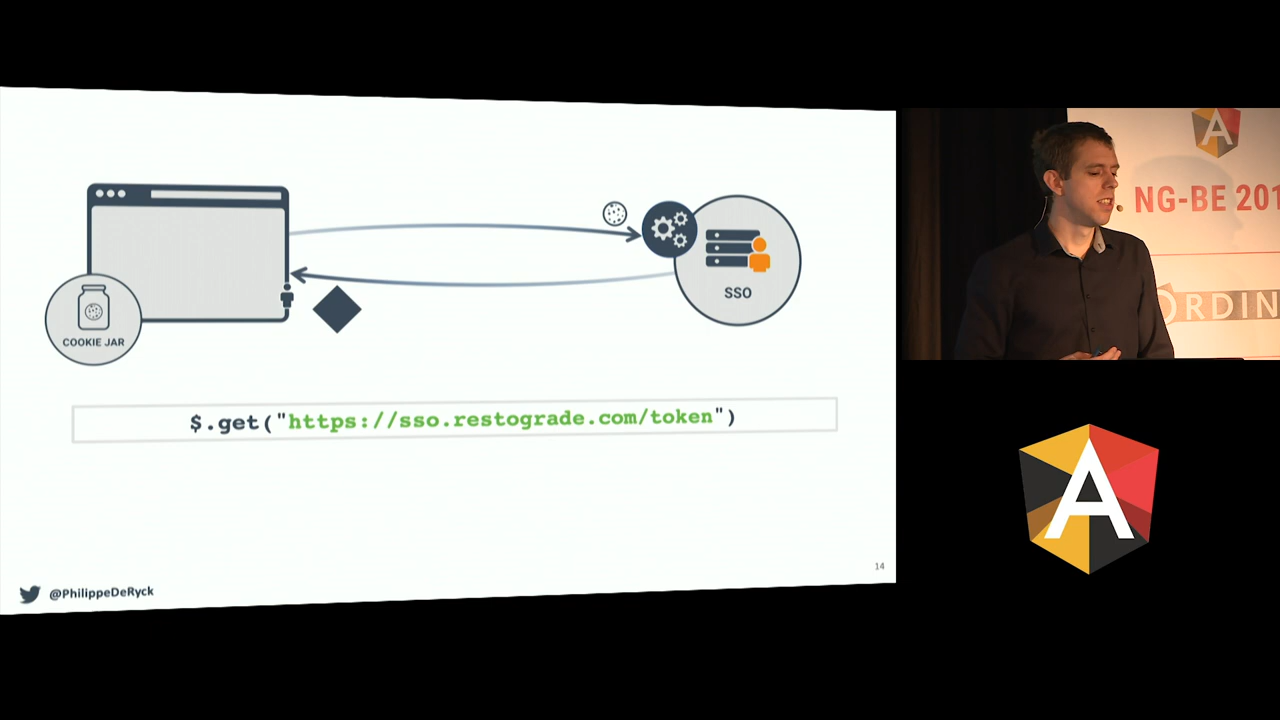 SSO
COOKIE JAR
$.get("https://sso.restograde.com/token")
14
@PhilippeDeRyck
NG-BE 201
ORDIN
A